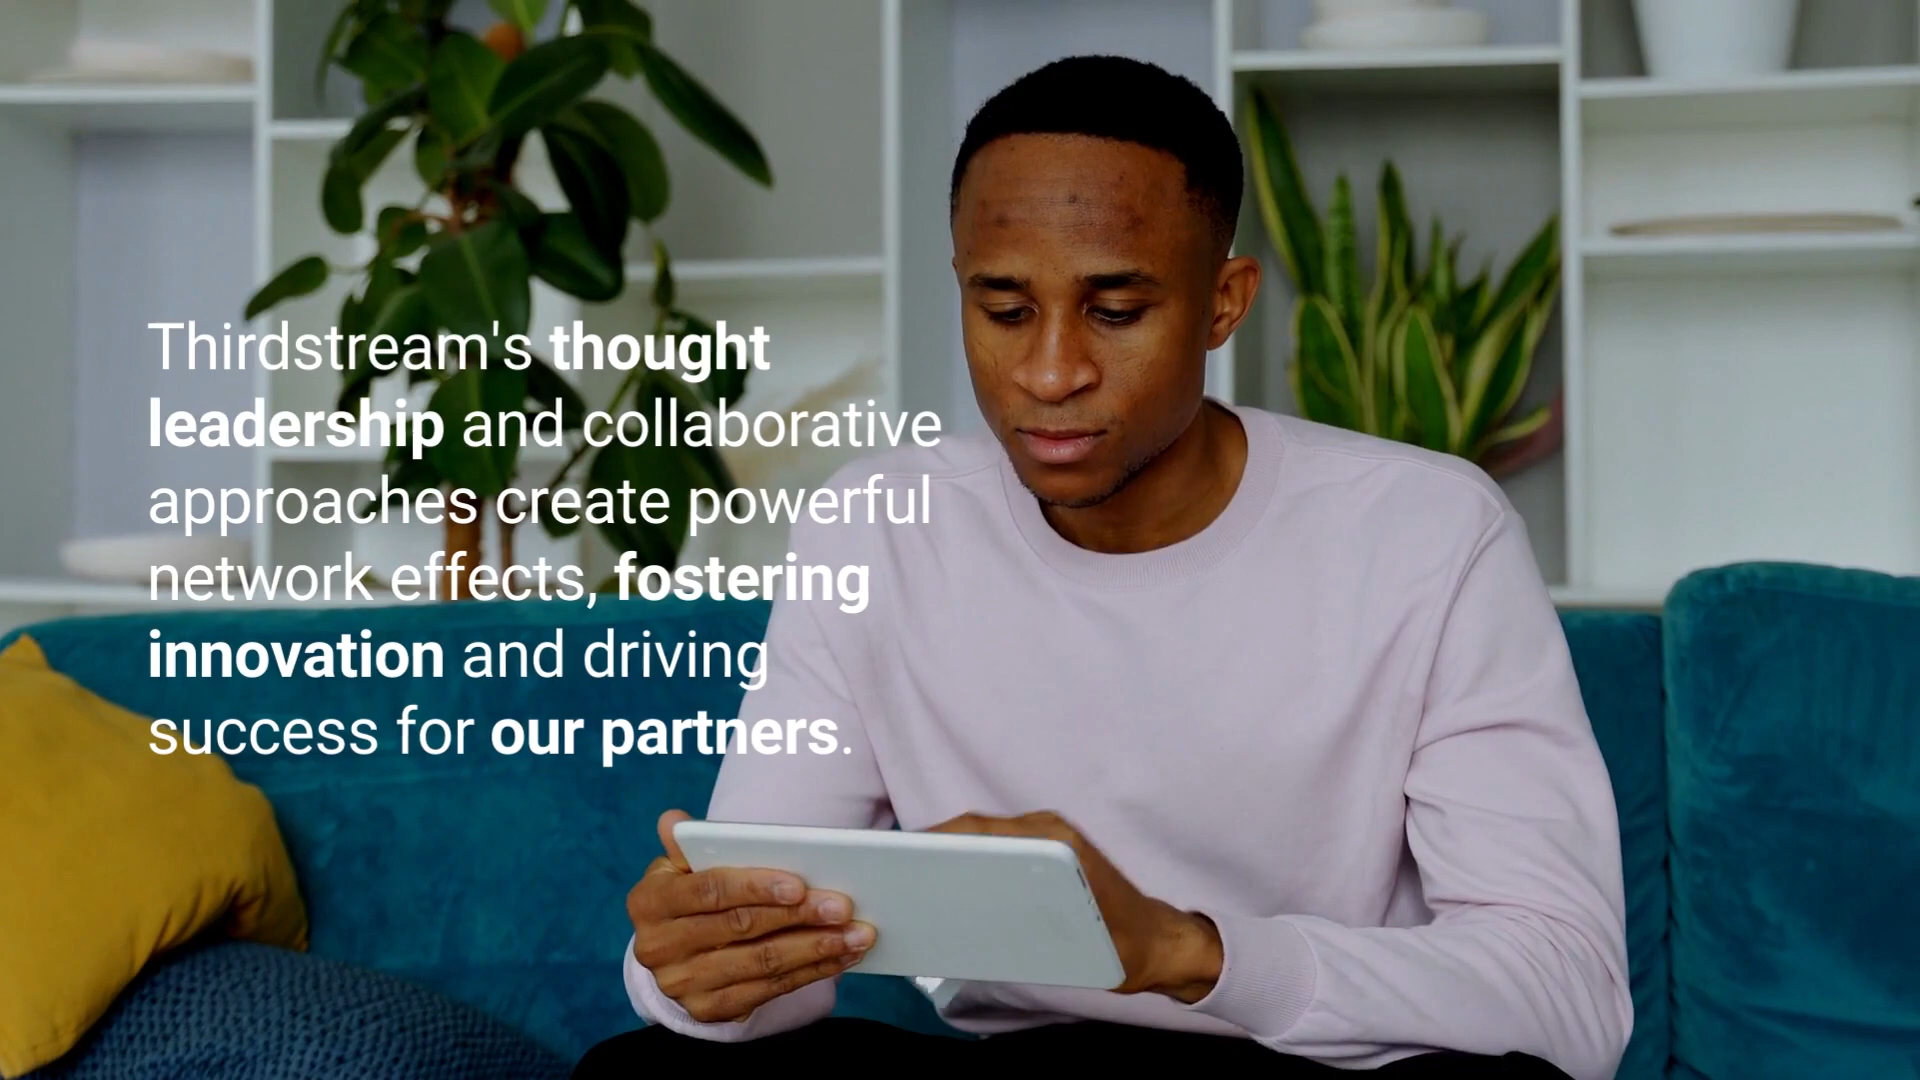 Thirdstream's thought
leadership and collaborative
approaches create powerful
network effects, fostering
innovation and driving
success for our partners.